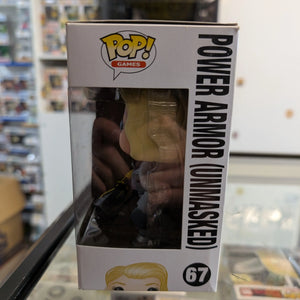 POP!
GAMES
POWER ARMOR (UNMASKED)
67